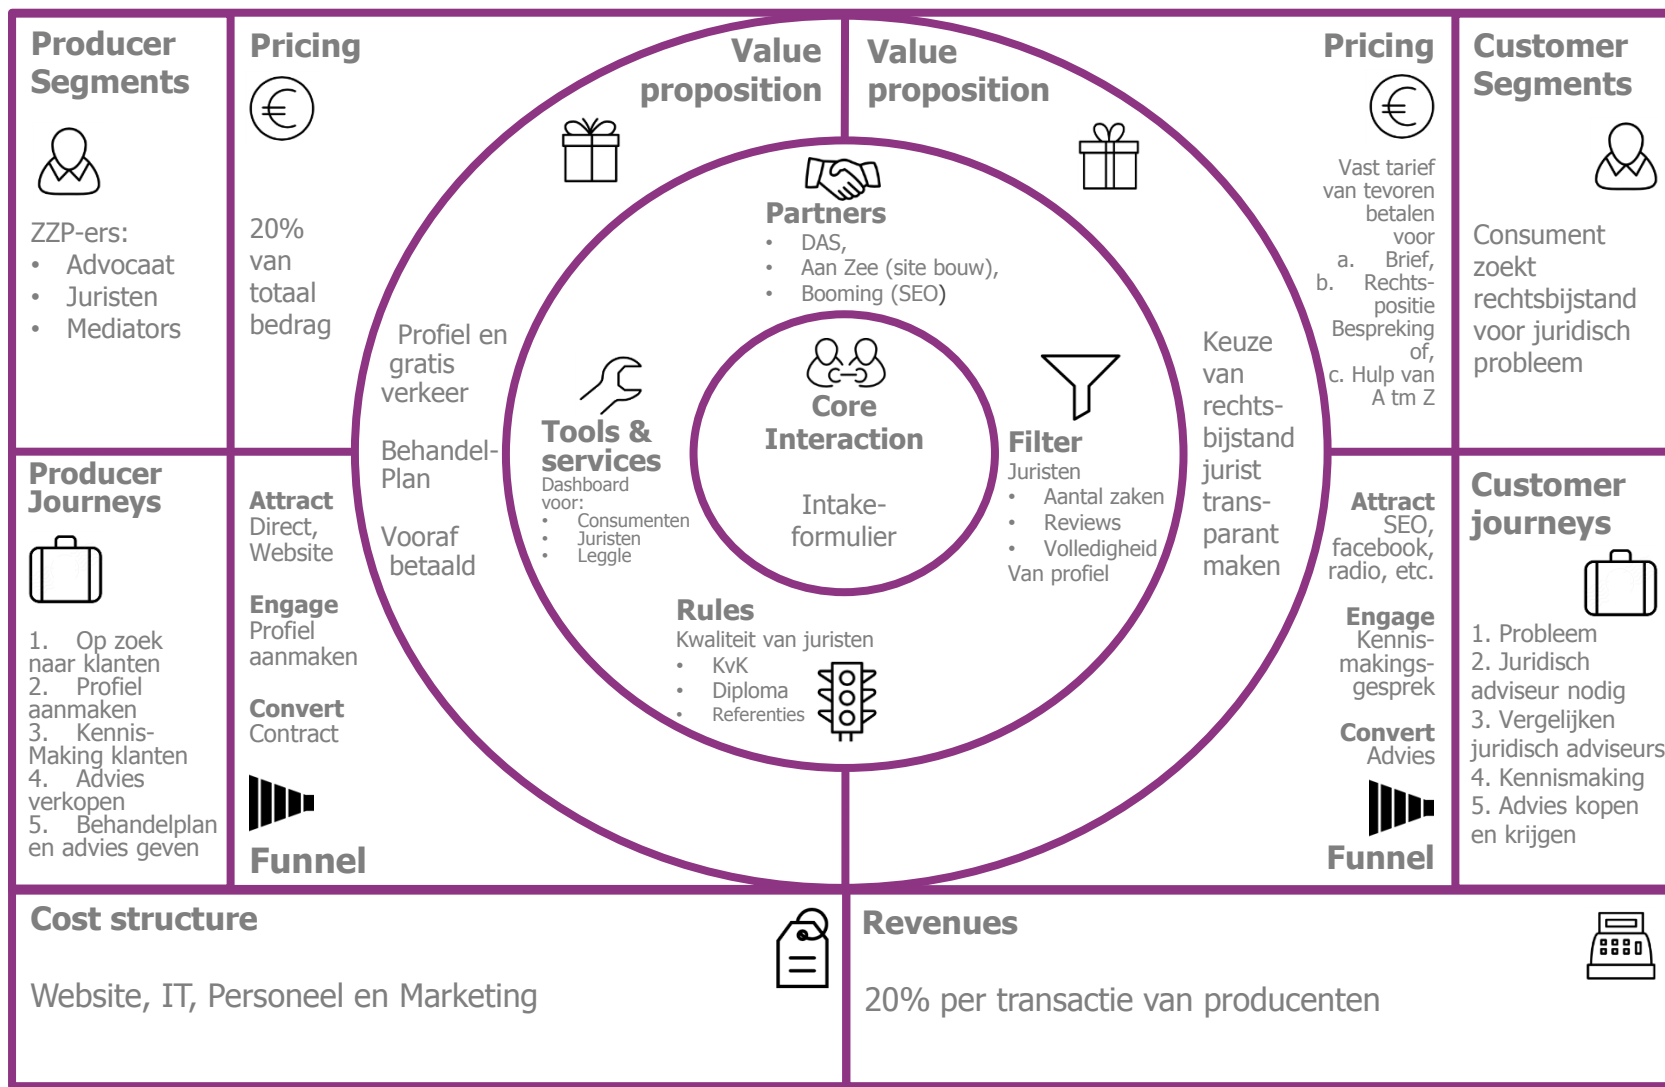 Producer
Segments
ZZP-ers:
• Advocaat
• Juristen
• Mediators
Pricing
20%
van
totaal
bedrag
Value
proposition
Profiel en
gratis
verkeer
Behandel-
Plan
Vooraf
betaald
Value
proposition
Keuze
van
rechts-
bijstand
jurist
trans-
parant
maken
Pricing
Vast tarief
van tevoren
betalen
voor
a. Brief,
b. Rechts-
positie
Bespreking
of,
c. Hulp van
A tm Z
Customer
Segments
Consument
zoekt
rechtsbijstand
voor juridisch
probleem
Partners
• DAS,
• Aan Zee (site bouw),
• Booming (SEO)
Tools &
services
Dashboard
voor:
• Consumenten
• Juristen
• Leggle
Core
Interaction
Intake-
formulier
Filter
Juristen
• Aantal zaken
• Reviews
• Volledigheid
Van profiel
Rules
Kwaliteit van juristen
• KvK
• Diploma
• Referenties
Producer
Journeys
1. Op zoek
naar klanten
2. Profiel
aanmaken
3. Kennis-
Making klanten
4. Advies
verkopen
5. Behandelplan
en advies geven
Attract
Direct,
Website
Engage
Profiel
aanmaken
Convert
Contract
Funnel
Attract
SEO,
facebook,
radio, etc.
Engage
Kennis-
makings-
gesprek
Convert
Advies
Funnel
Customer
journeys
1. Probleem
2. Juridisch
adviseur nodig
3. Vergelijken
juridisch adviseurs
4. Kennismaking
5. Advies kopen
en krijgen
Cost structure
Website, IT, Personeel en Marketing
Revenues
20% per transactie van producenten